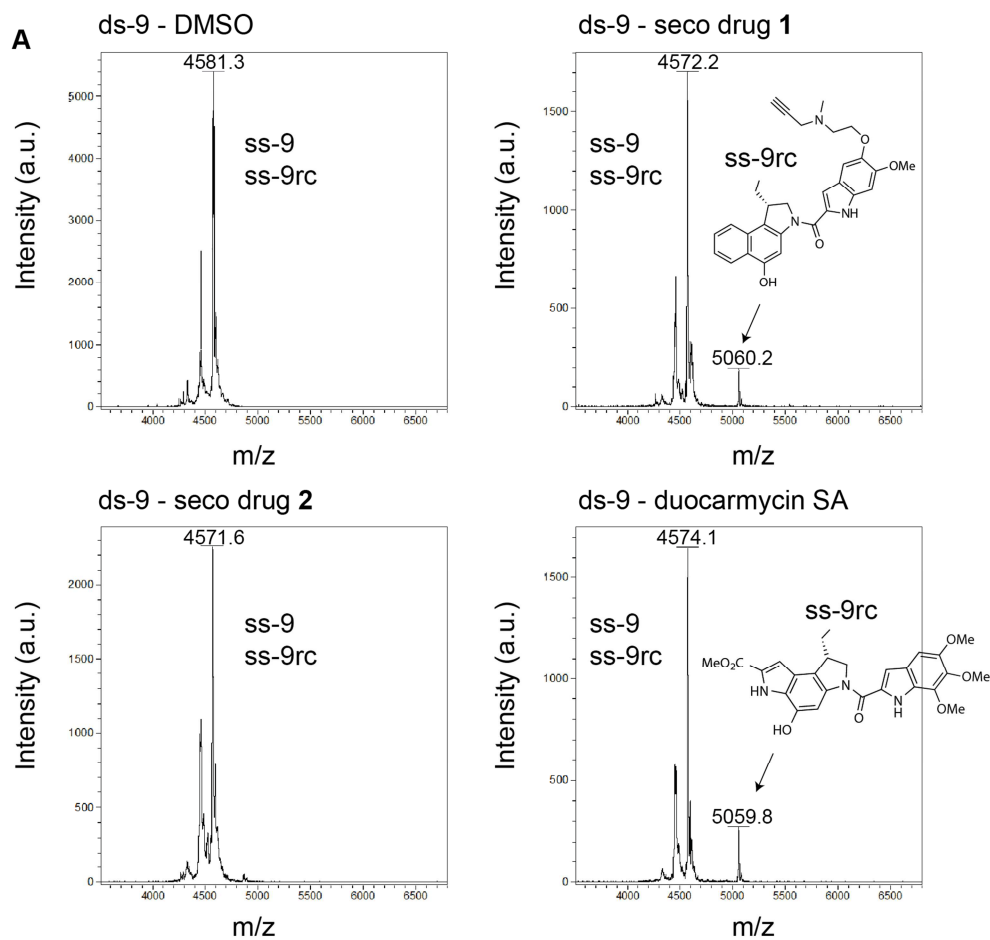 A
ds-9 - DMSO
4581.3
ss-9
ss-9rc
Intensity (a.u.)
5000
4000
3000
2000
1000
0
4000 4500 5000 5500 6000 6500
m/z
ds-9 - seco drug 1
4572.2
ss-9
ss-9rc
ss-9rc
N
O
OMe
NH
N
O
OH
5060.2
Intensity (a.u.)
1500
1000
500
0
4000 4500 5000 5500 6000 6500
m/z
ds-9 - seco drug 2
4571.6
ss-9
ss-9rc
Intensity (a.u.)
2000
1500
1000
500
0
4000 4500 5000 5500 6000 6500
m/z
ds-9 - duocarmycin SA
4574.1
ss-9
ss-9rc
ss-9rc
MeO₂C
HN
HO
N
O
N
H
OMe
OMe
OMe
5059.8
Intensity (a.u.)
1500
1000
500
0
4000 4500 5000 5500 6000 6500
m/z